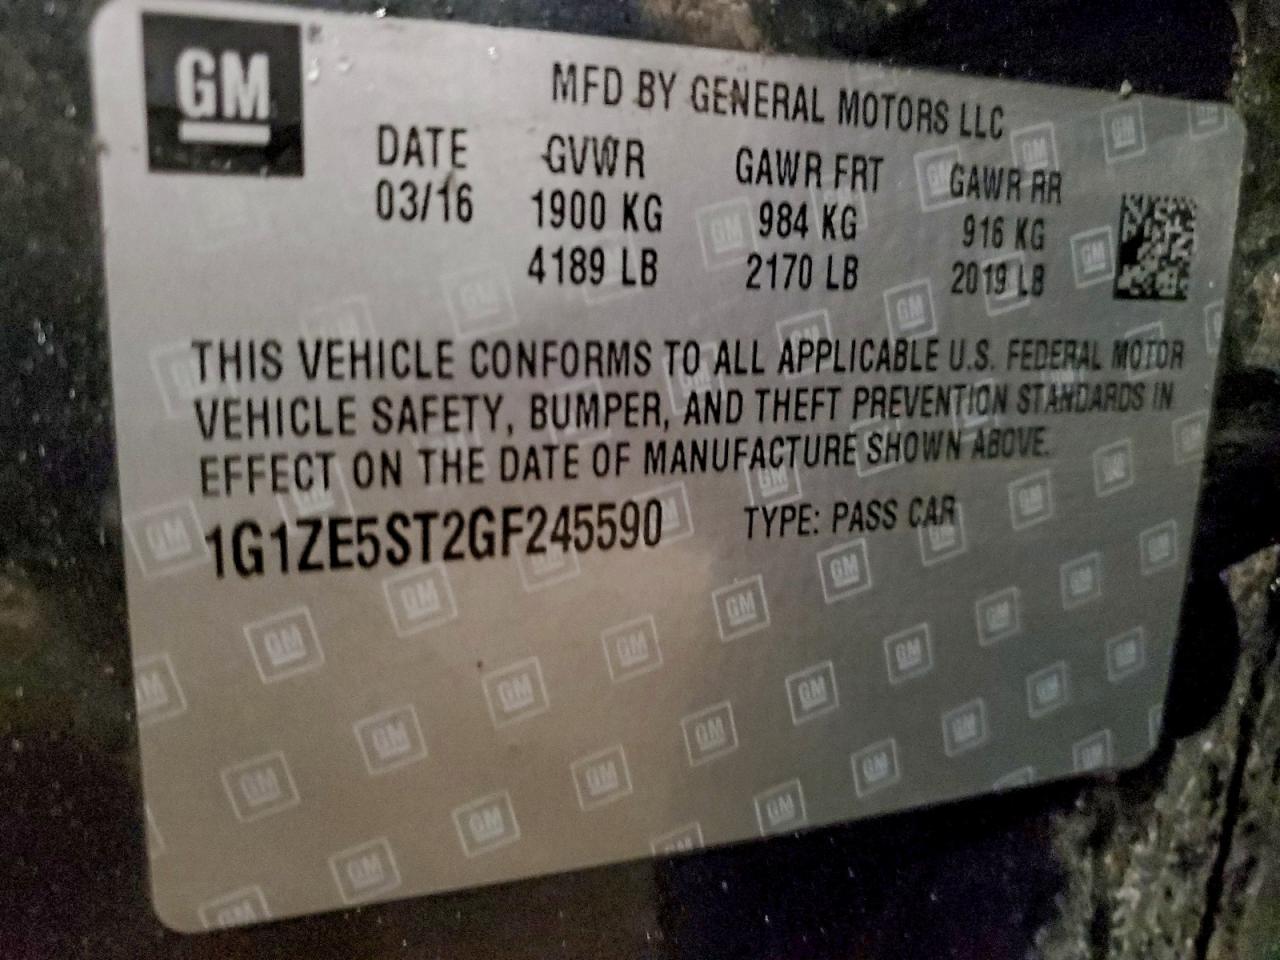 GM
MFD BY GENERAL MOTORS LLC
DATE GVWR GAWR FRT GAWR RR
03/16 1900 KG 984 KG 916 KG
4189 LB 2170 LB 2019 LB
THIS VEHICLE CONFORMS TO ALL APPLICABLE U.S. FEDERAL MOTOR
VEHICLE SAFETY, BUMPER, AND THEFT PREVENTION STANDARDS IN
EFFECT ON THE DATE OF MANUFACTURE SHOWN ABOVE.
1G1ZE5ST2GF245590 TYPE: PASS CAR